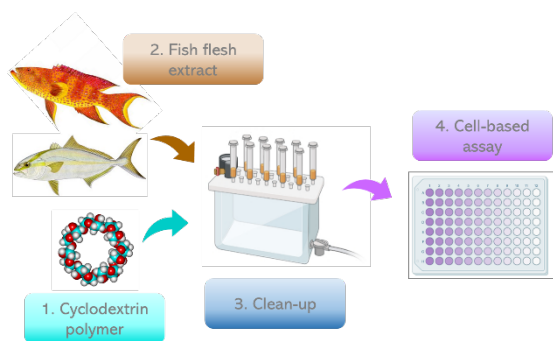 2. Fish flesh
extract
4. Cell-based
assay
1. Cyclodextrin
polymer
3. Clean-up